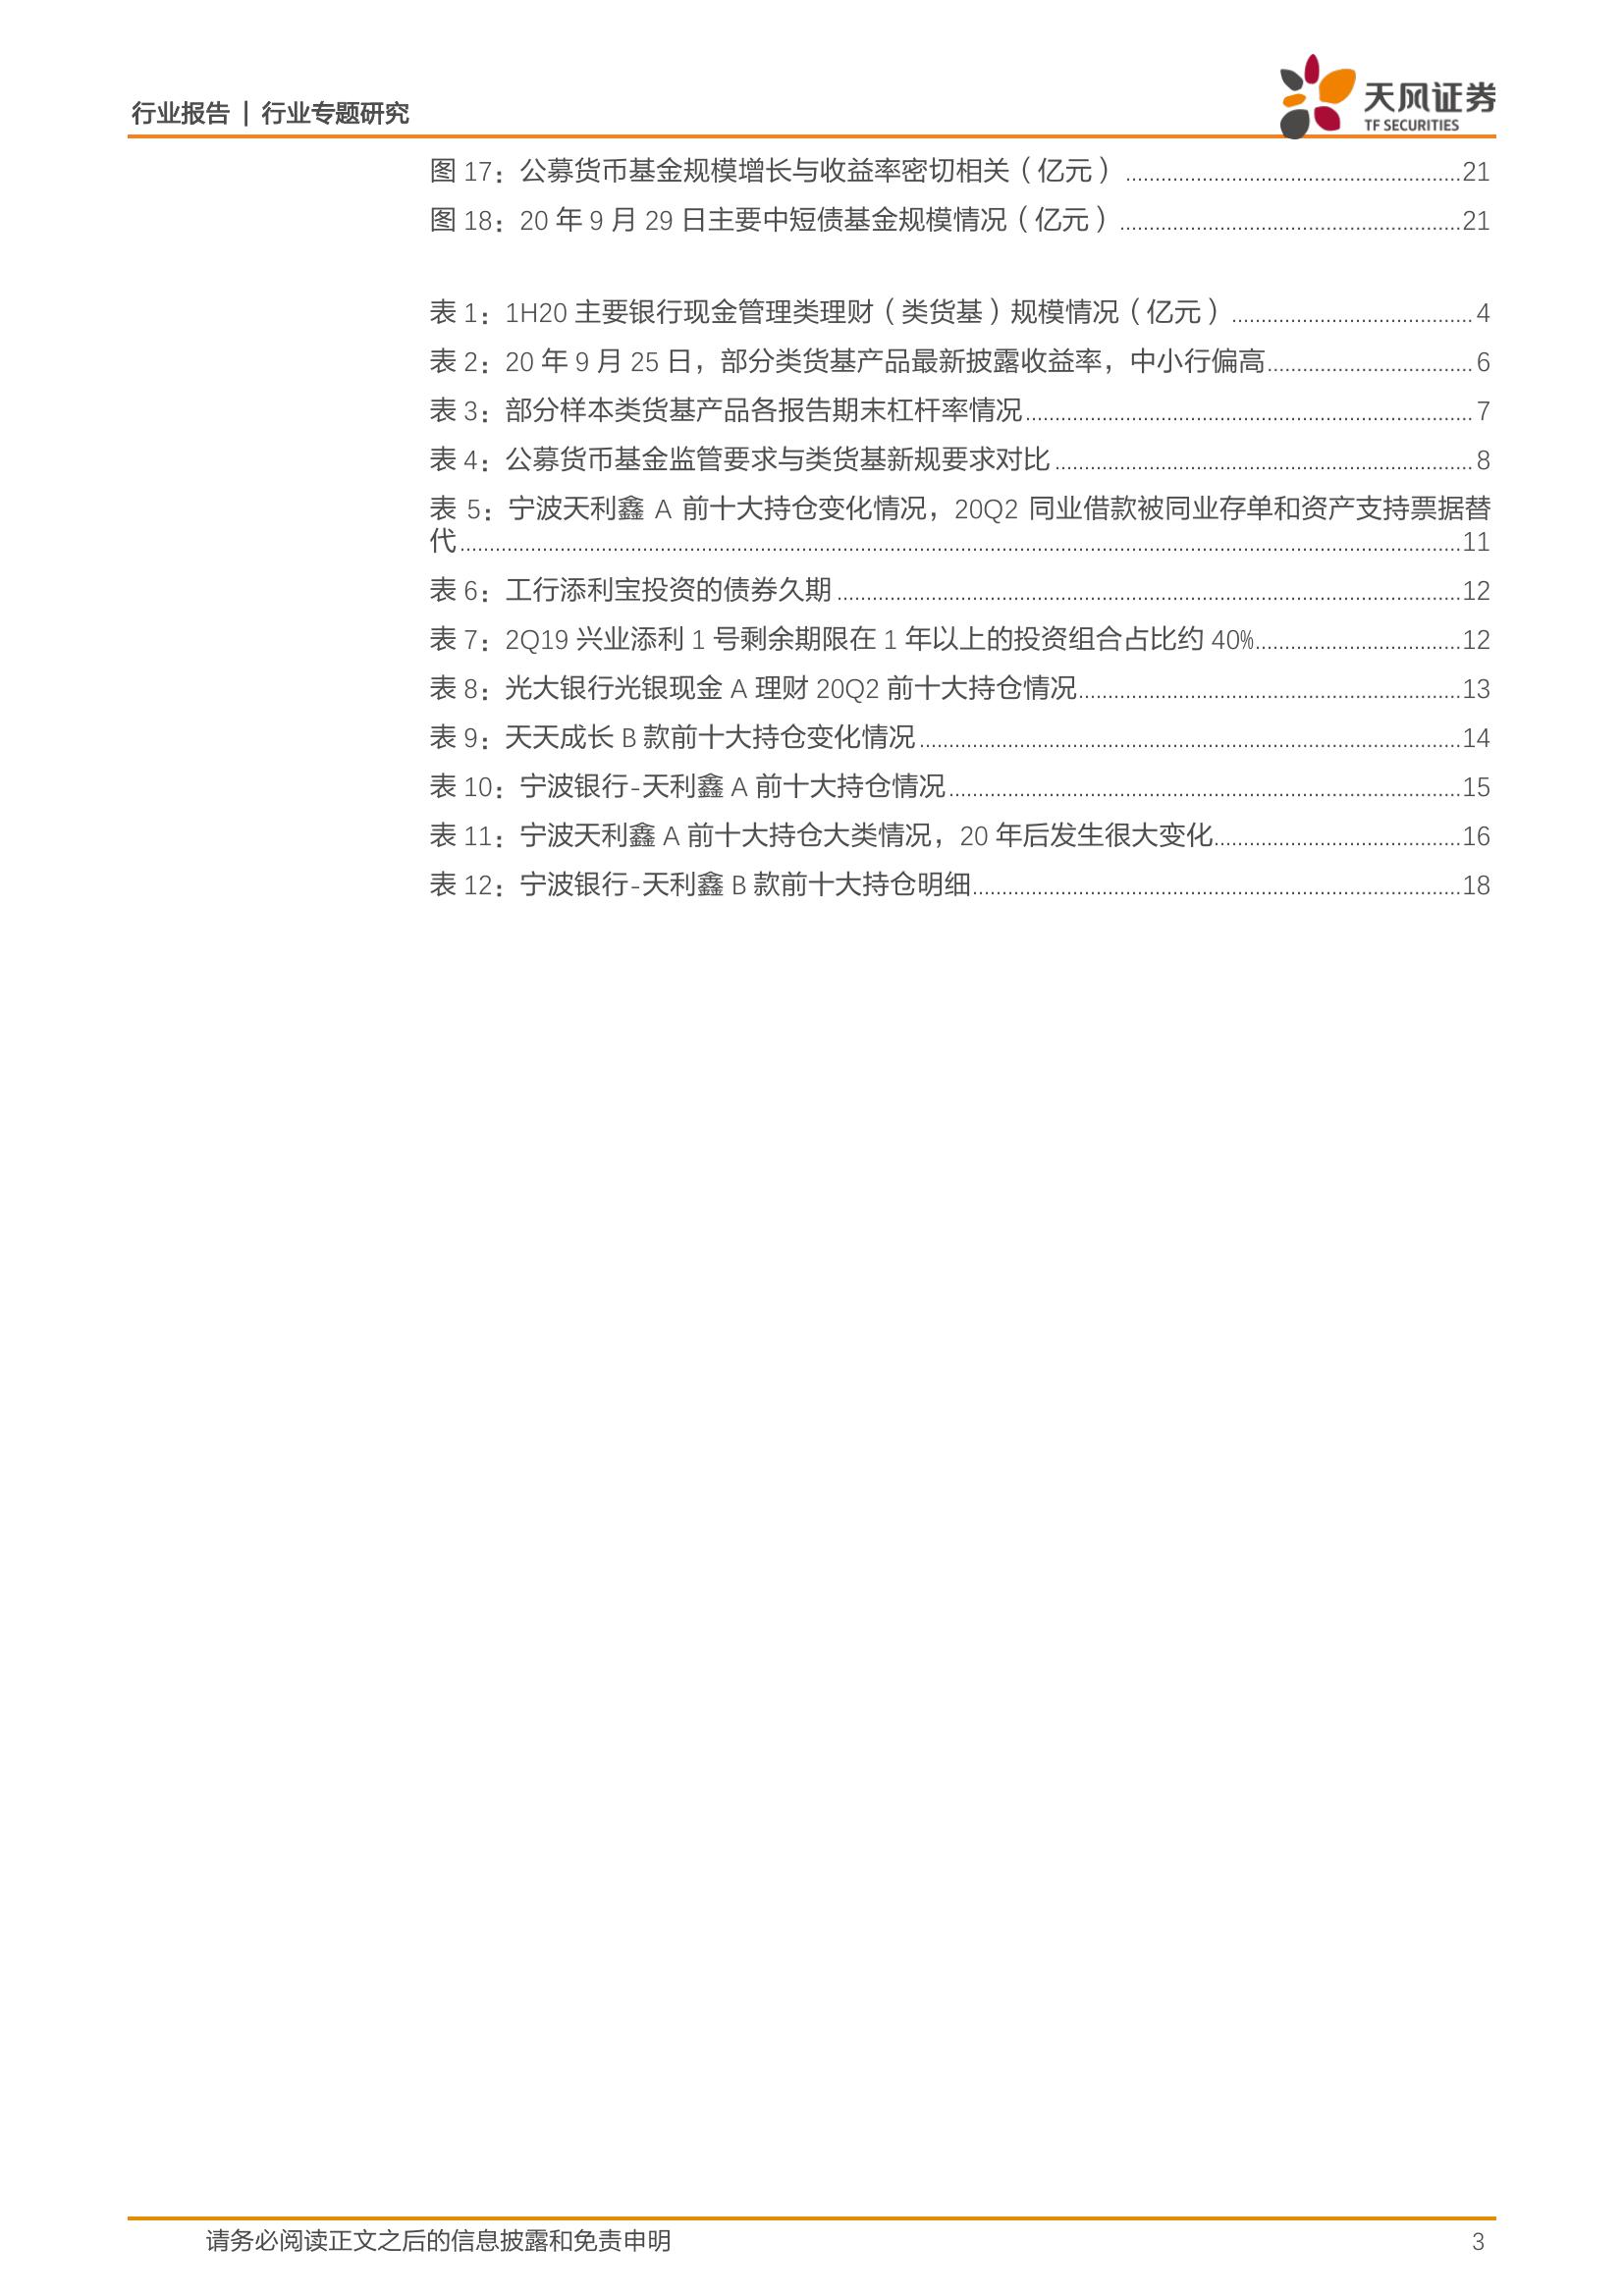 行业报告 | 行业专题研究
天风证券
TF SECURITIES
图 17：公募货币基金规模增长与收益率密切相关（亿元）........................21
图 18：20 年 9 月 29 日主要中短债基金规模情况（亿元）........................21
表 1：1H20 主要银行现金管理类理财（类货基）规模情况（亿元）........................4
表 2：20 年 9 月 25 日，部分类货基产品最新披露收益率，中小行偏高........................6
表 3：部分样本类货基产品各报告期末杠杆率情况........................7
表 4：公募货币基金监管要求与类货基新规要求对比........................8
表 5：宁波天利鑫 A 前十大持仓变化情况，20Q2 同业借款被同业存单和资产支持票据替
代........................11
表 6：工行添利宝投资的债券久期........................12
表 7：2Q19 兴业添利 1 号剩余期限在 1 年以上的投资组合占比约 40%........................12
表 8：光大银行光银现金 A 理财 20Q2 前十大持仓情况........................13
表 9：天天成长 B 款前十大持仓变化情况........................14
表 10：宁波银行-天利鑫 A 前十大持仓情况........................15
表 11：宁波天利鑫 A 前十大持仓大类情况，20 年后发生很大变化........................16
表 12：宁波银行-天利鑫 B 款前十大持仓明细........................18
请务必阅读正文之后的信息披露和免责申明
3